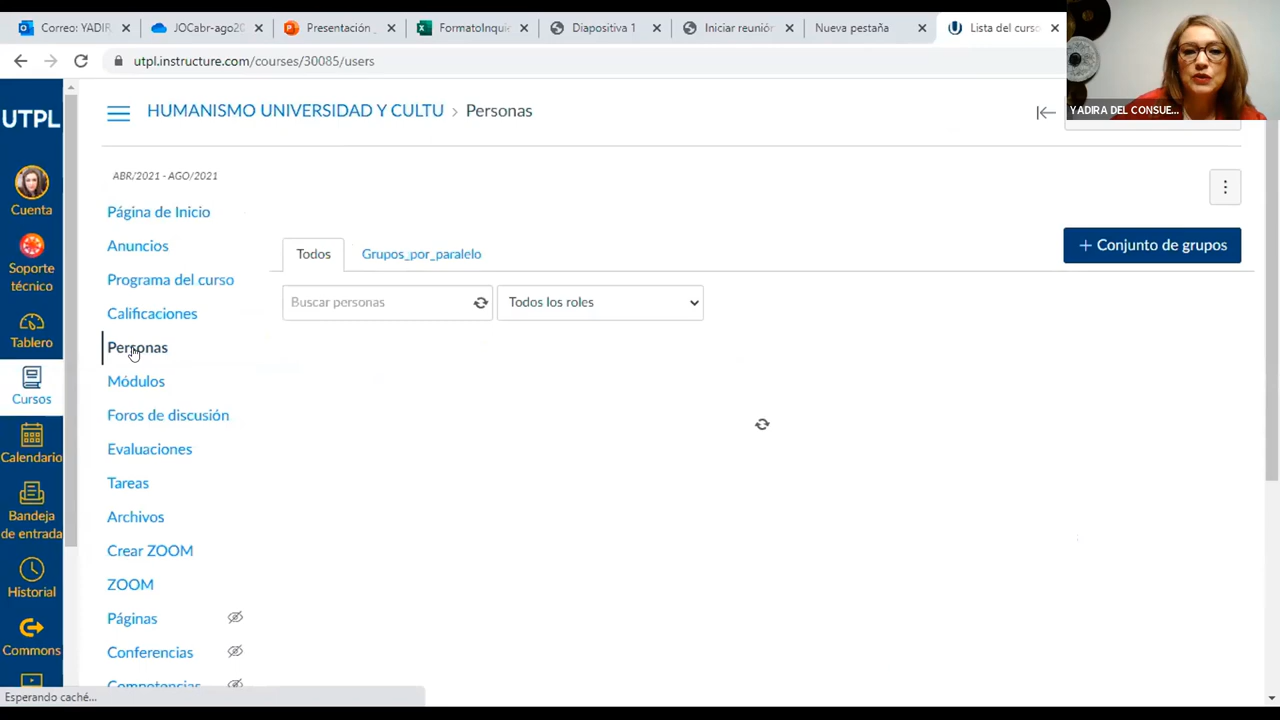 Correo: YADIR
JOCabr-ago20
Presentación
FormatoInqui
Diapositiva 1
Iniciar reunió
Nueva pestaña
Lista del curso
utpl.instructure.com/courses/30085/users
YADIRA DEL CONSUE...
UTPL
Cuenta
Soporte
técnico
Tablero
Cursos
Calendario
Bandeja
de entrada
Historial
Commons
HUMANISMO UNIVERSIDAD Y CULTU › Personas
ABR/2021 - AGO/2021
Página de Inicio
Anuncios
Programa del curso
Calificaciones
Personas
Módulos
Foros de discusión
Evaluaciones
Tareas
Archivos
Crear ZOOM
ZOOM
Páginas
Conferencias
Competencias
Todos
Grupos_por_paralelo
+ Conjunto de grupos
Buscar personas
Todos los roles
Esperando caché...